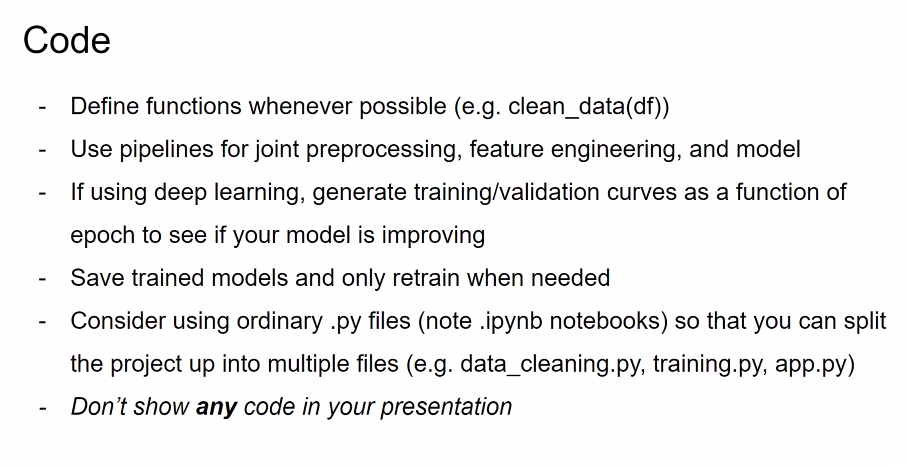 Code
- Define functions whenever possible (e.g. clean_data(df))
- Use pipelines for joint preprocessing, feature engineering, and model
- If using deep learning, generate training/validation curves as a function of
epoch to see if your model is improving
- Save trained models and only retrain when needed
- Consider using ordinary .py files (note .ipynb notebooks) so that you can split
the project up into multiple files (e.g. data_cleaning.py, training.py, app.py)
- Don’t show any code in your presentation